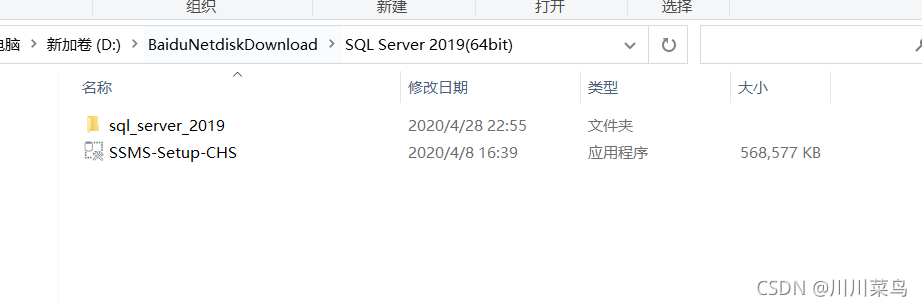 组织 新建 打开 选择
电脑 > 新加卷 (D:) > BaiduNetdiskDownload > SQL Server 2019(64bit)
名称 修改日期 类型 大小
sql_server_2019 2020/4/28 22:55 文件夹
SSMS-Setup-CHS 2020/4/8 16:39 应用程序 568,577 KB
CSDN @川川菜鸟